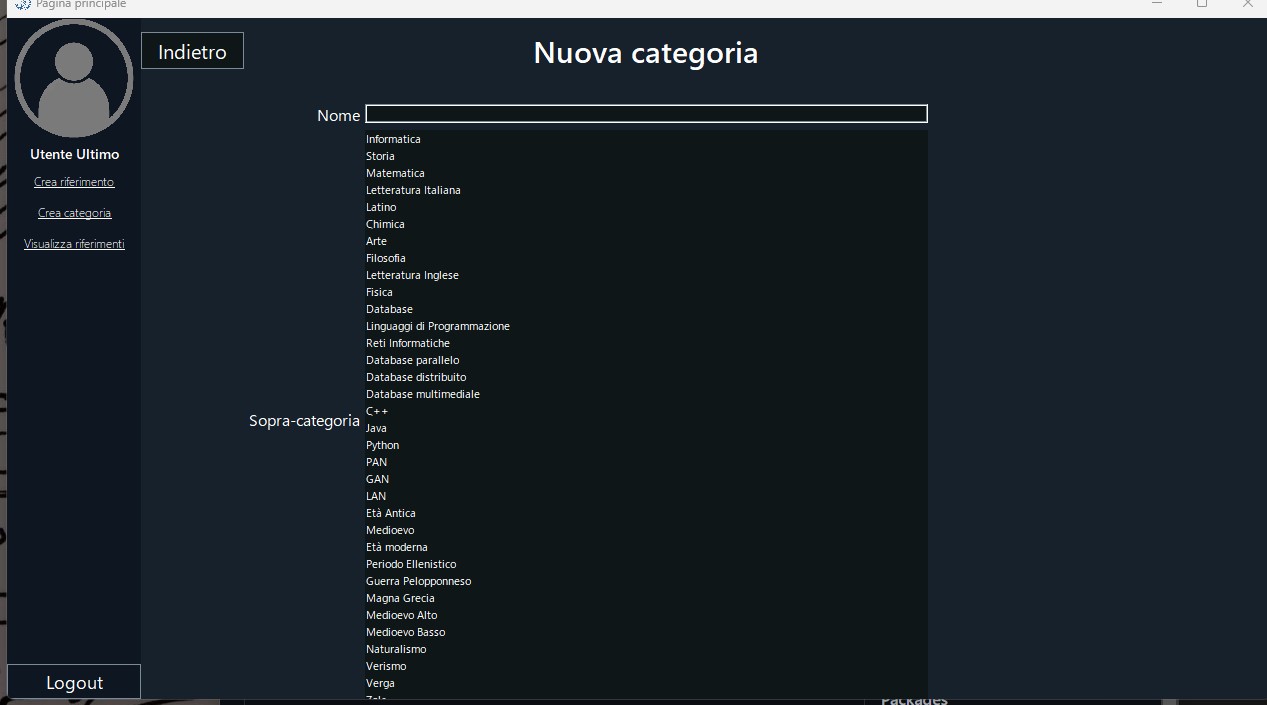 Pagina principale
Indietro
Nuova categoria
Utente Ultimo
Crea riferimento
Crea categoria
Visualizza riferimenti
Logout
Nome
Sopra-categoria
Informatica
Storia
Matematica
Letteratura Italiana
Latino
Chimica
Arte
Filosofia
Letteratura Inglese
Fisica
Database
Linguaggi di Programmazione
Reti Informatiche
Database parallelo
Database distribuito
Database multimediale
C++
Java
Python
PAN
GAN
LAN
Età Antica
Medioevo
Età moderna
Periodo Ellenistico
Guerra Pelopponneso
Magna Grecia
Medioevo Alto
Medioevo Basso
Naturalismo
Verismo
Verga
Packages